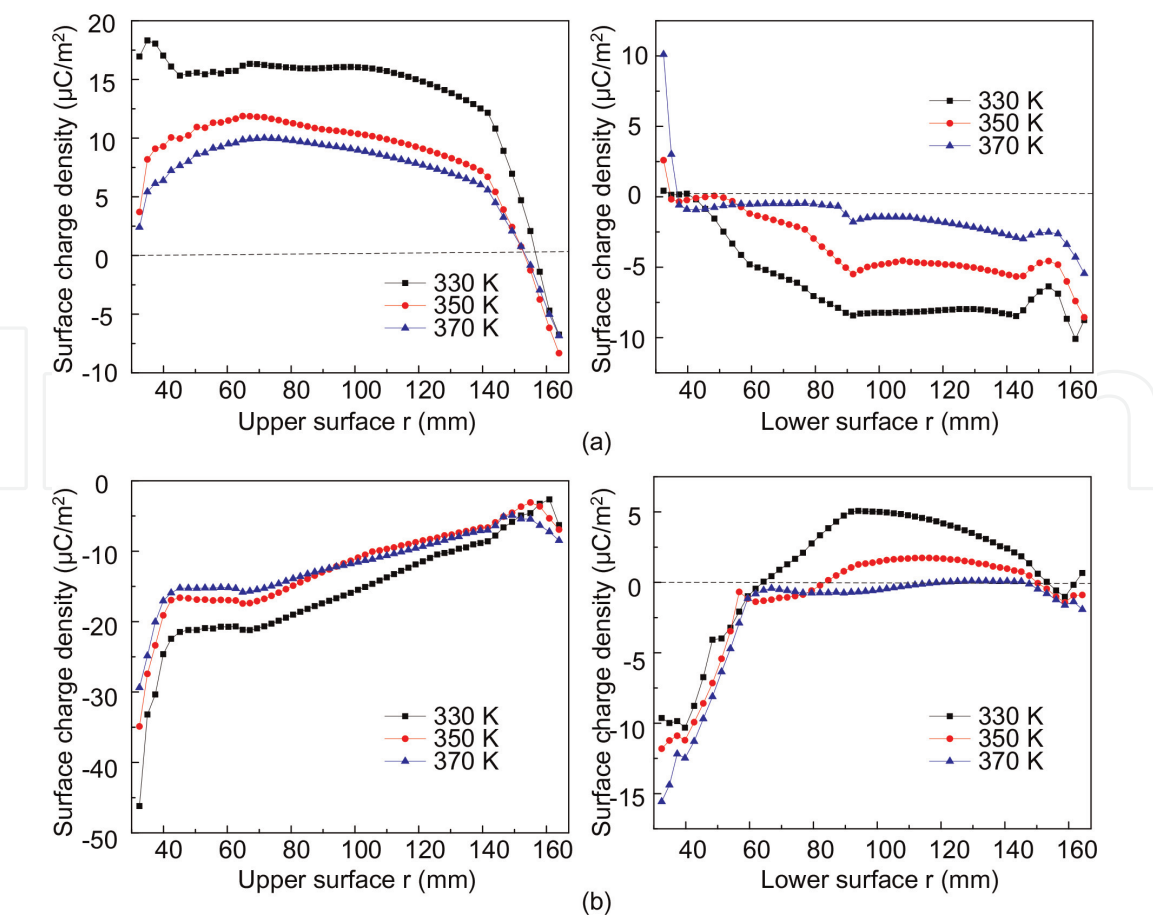 20
15
10
5
0
-5
-10
Surface charge density (μC/m²)
330 K
350 K
370 K
40 60 80 100 120 140 160
Upper surface r (mm)
10
5
0
-5
-10
Surface charge density (μC/m²)
330 K
350 K
370 K
40 60 80 100 120 140 160
Lower surface r (mm)
(a)
0
-10
-20
-30
-40
-50
Surface charge density (μC/m²)
330 K
350 K
370 K
40 60 80 100 120 140 160
Upper surface r (mm)
5
0
-5
-10
-15
Surface charge density (μC/m²)
330 K
350 K
370 K
40 60 80 100 120 140 160
Lower surface r (mm)
(b)